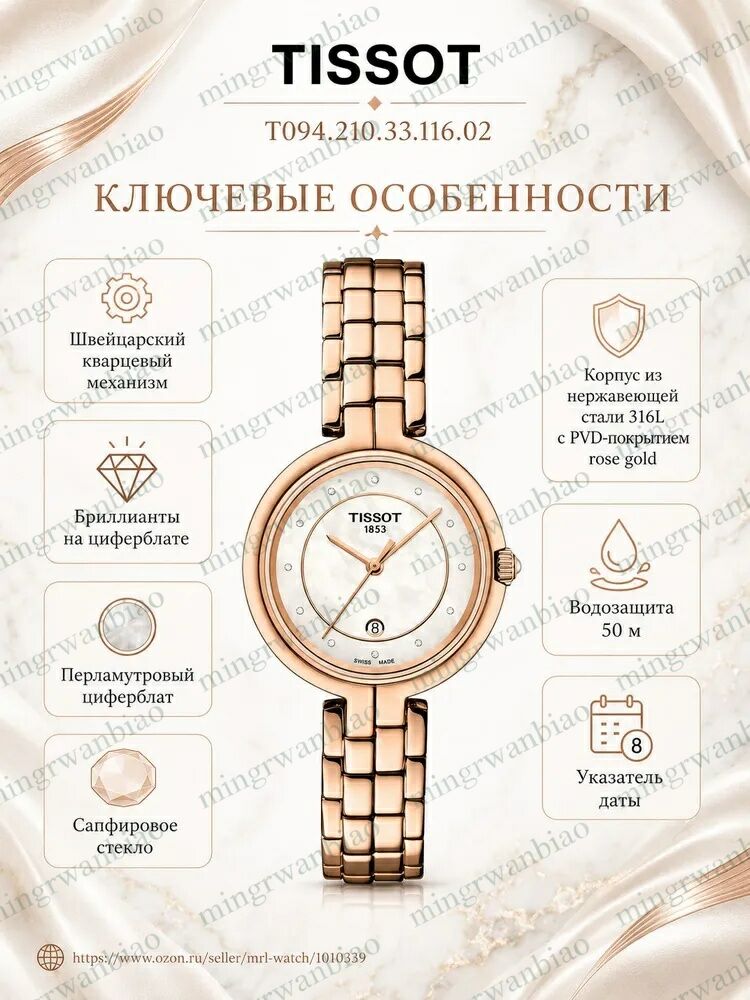 TISSOT
T094.210.33.116.02
КЛЮЧЕВЫЕ ОСОБЕННОСТИ
Швейцарский
кварцевый
механизм
Бриллианты
на циферблате
Перламутровый
циферблат
Сапфировое
стекло
TISSOT
1853
8
SWISS MADE
Корпус из
нержавеющей
стали 316L
с PVD-покрытием
rose gold
Водозащита
50 м
8
Указатель
даты
https://www.ozon.ru/seller/mrl-watch/1010339
mingrwanbiao